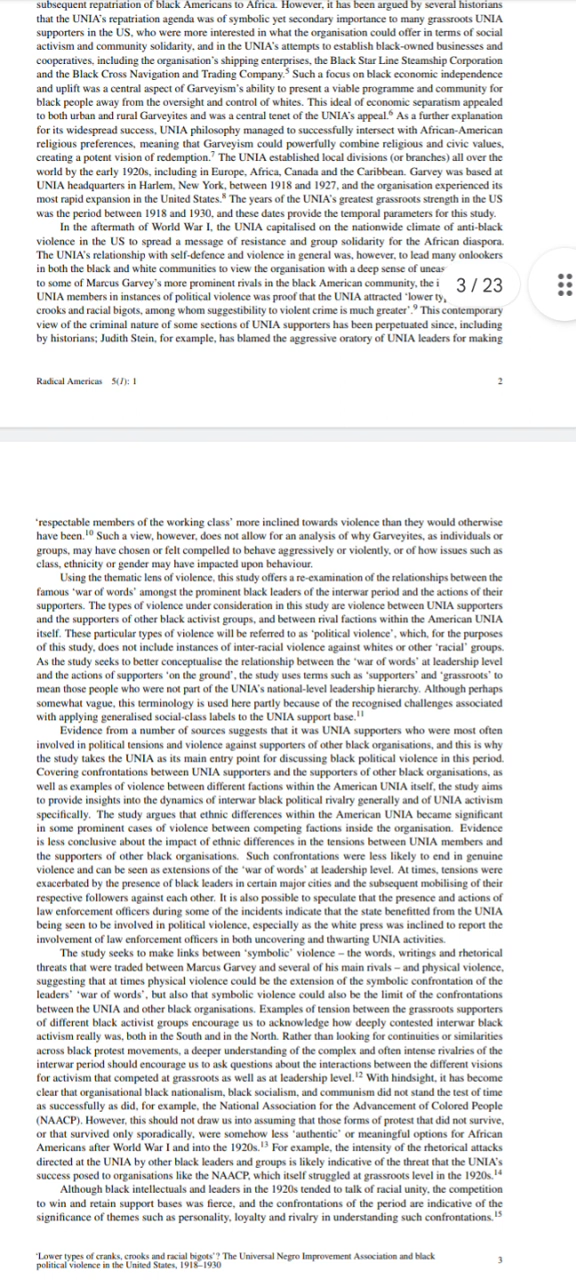 subsequent repatriation of black Americans to Africa. However, it has been argued by several historians
that the UNIA's repatriation agenda was of symbolic yet secondary importance to many grassroots UNIA
supporters in the US, who were more interested in what the organisation could offer in terms of social
activism and community solidarity, and in the UNIA's attempts to establish black-owned businesses and
cooperatives, including the organisation's shipping enterprises, the Black Star Line Steamship Corporation
and the Black Cross Navigation and Trading Company.5 Such a focus on black economic independence
and uplift was a central aspect of Garveyism's ability to present a viable programme and community for
black people away from the oversight and control of whites. This ideal of economic separatism appealed
to both urban and rural Garveyites and was a central tenet of the UNIA's appeal.6 As a further explanation
for its widespread success, UNIA philosophy managed to successfully intersect with African-American
religious preferences, meaning that Garveyism could powerfully combine religious and civic values,
creating a potent vision of redemption.7 The UNIA established local divisions (or branches) all over the
world by the early 1920s, including in Europe, Africa, Canada and the Caribbean. Garvey was based at
UNIA headquarters in Harlem, New York, between 1918 and 1927, and the organisation experienced its
most rapid expansion in the United States.8 The years of the UNIA's greatest grassroots strength in the US
was the period between 1918 and 1930, and these dates provide the temporal parameters for this study.
In the aftermath of World War I, the UNIA capitalised on the nationwide climate of anti-black
violence in the US to spread a message of resistance and group solidarity for the African diaspora.
The UNIA's relationship with self-defence and violence in general was, however, to lead many onlookers
in both the black and white communities to view the organisation with a deep sense of uneas
to some of Marcus Garvey's more prominent rivals in the black American community, the i
3 / 23
UNIA members in instances of political violence was proof that the UNIA attracted 'lower ty
crooks and racial bigots, among whom suggestibility to violent crime is much greater'.9 This contemporary
view of the criminal nature of some sections of UNIA supporters has been perpetuated since, including
by historians; Judith Stein, for example, has blamed the aggressive oratory of UNIA leaders for making
Radical Americas 5(1): 1
2
'respectable members of the working class' more inclined towards violence than they would otherwise
have been.10 Such a view, however, does not allow for an analysis of why Garveyites, as individuals or
groups, may have chosen or felt compelled to behave aggressively or violently, or of how issues such as
class, ethnicity or gender may have impacted upon behaviour.
Using the thematic lens of violence, this study offers a re-examination of the relationships between the
famous 'war of words' amongst the prominent black leaders of the interwar period and the actions of their
supporters. The types of violence under consideration in this study are violence between UNIA supporters
and the supporters of other black activist groups, and between rival factions within the American UNIA
itself. These particular types of violence will be referred to as 'political violence', which, for the purposes
of this study, does not include instances of inter-racial violence against whites or other 'racial' groups.
As the study seeks to better conceptualise the relationship between the 'war of words' at leadership level
and the actions of supporters 'on the ground', the study uses terms such as 'supporters' and 'grassroots' to
mean those people who were not part of the UNIA's national-level leadership hierarchy. Although perhaps
somewhat vague, this terminology is used here partly because of the recognised challenges associated
with applying generalised social-class labels to the UNIA support base.11
Evidence from a number of sources suggests that it was UNIA supporters who were most often
involved in political tensions and violence against supporters of other black organisations, and this is why
the study takes the UNIA as its main entry point for discussing black political violence in this period.
Covering confrontations between UNIA supporters and the supporters of other black organisations, as
well as examples of violence between different factions within the American UNIA itself, the study aims
to provide insights into the dynamics of interwar black political rivalry generally and of UNIA activism
specifically. The study argues that ethnic differences within the American UNIA became significant
in some prominent cases of violence between competing factions inside the organisation. Evidence
is less conclusive about the impact of ethnic differences in the tensions between UNIA members and
the supporters of other black organisations. Such confrontations were less likely to end in genuine
violence and can be seen as extensions of the 'war of words' at leadership level. At times, tensions were
exacerbated by the presence of black leaders in certain major cities and the subsequent mobilising of their
respective followers against each other. It is also possible to speculate that the presence and actions of
law enforcement officers during some of the incidents indicate that the state benefitted from the UNIA
being seen to be involved in political violence, especially as the white press was inclined to report the
involvement of law enforcement officers in both uncovering and thwarting UNIA activities.
The study seeks to make links between 'symbolic' violence – the words, writings and rhetorical
threats that were traded between Marcus Garvey and several of his main rivals – and physical violence,
suggesting that at times physical violence could be the extension of the symbolic confrontation of the
leaders' 'war of words', but also that symbolic violence could also be the limit of the confrontations
between the UNIA and other black organisations. Examples of tension between the grassroots supporters
of different black activist groups encourage us to acknowledge how deeply contested interwar black
activism really was, both in the South and in the North. Rather than looking for continuities or similarities
across black protest movements, a deeper understanding of the complex and often intense rivalries of the
interwar period should encourage us to ask questions about the interactions between the different visions
for activism that competed at grassroots as well as at leadership level.12 With hindsight, it has become
clear that organisational black nationalism, black socialism, and communism did not stand the test of time
as successfully as did, for example, the National Association for the Advancement of Colored People
(NAACP). However, this should not draw us into assuming that those forms of protest that did not survive,
or that survived only sporadically, were somehow less 'authentic' or meaningful options for African
Americans after World War I and into the 1920s.13 For example, the intensity of the rhetorical attacks
directed at the UNIA by other black leaders and groups is likely indicative of the threat that the UNIA's
success posed to organisations like the NAACP, which itself struggled at grassroots level in the 1920s.14
Although black intellectuals and leaders in the 1920s tended to talk of racial unity, the competition
to win and retain support bases was fierce, and the confrontations of the period are indicative of the
significance of themes such as personality, loyalty and rivalry in understanding such confrontations.15
'Lower types of cranks, crooks and racial bigots'? The Universal Negro Improvement Association and black
political violence in the United States, 1918–1930
3